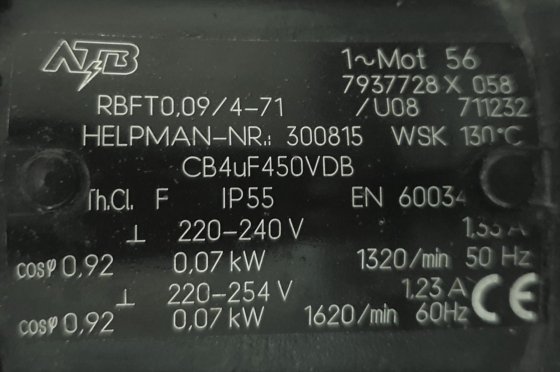 ATB 1~Mot 56
7937728 X 058
RBFT0,09/4-71 /U08 711232
HELPMAN-NR.: 300815 WSK 130°C
CB4uF450VDB
Th.Cl. F IP55 EN 60034
⊥ 220-240 V 1,33 A
cosφ 0,92 0,07 kW 1320/min 50 Hz
⊥ 220-254 V 1,23 A
cosφ 0,92 0,07 kW 1620/min 60Hz
CE